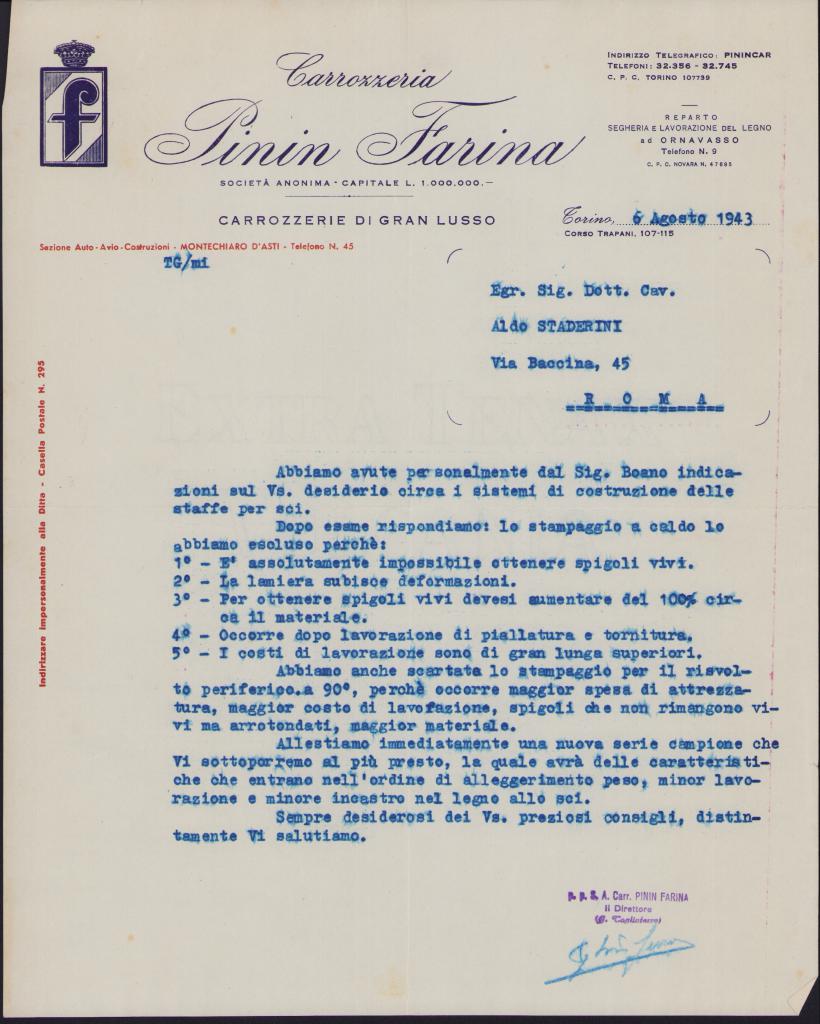 f
Carrozzeria
Pinin Farina
SOCIETÀ ANONIMA - CAPITALE L. 1.000.000.—
CARROZZERIE DI GRAN LUSSO
INDIRIZZO TELEGRAFICO: PININCAR
TELEFONI: 32.356 - 32.745
C. P. C. TORINO 107739
REPARTO
SEGHERIA E LAVORAZIONE DEL LEGNO
ad ORNAVASSO
Telefono N. 9
C. P. C. NOVARA N. 47685
Torino, 6 Agosto 1943
CORSO TRAPANI, 107-115
Sezione Auto-Avio-Costruzioni - MONTECHIARO D'ASTI - Telefono N. 45
TG/mi
Indirizzare impersonalmente alla Ditta - Casella Postale N. 295
Egr. Sig. Dott. Cav.
Aldo STADERINI
Via Baccina, 45
R O M A
Abbiamo avute personalmente dal Sig. Boano indica-
zioni sul Vs. desiderio circa i sistemi di costruzione delle
staffe per sci.
Dopo esame rispondiamo: lo stampaggio a caldo lo
abbiamo escluso perchè:
1° - E' assolutamente impossibile ottenere spigoli vivi.
2° - La lamiera subisce deformazioni.
3° - Per ottenere spigoli vivi devesi aumentare del 100% cir-
ca il materiale.
4° - Occorre dopo lavorazione di piallatura e tornitura.
5° - I costi di lavorazione sono di gran lunga superiori.
Abbiamo anche scartata lo stampaggio per il risvol-
to periferico a 90°, perchè occorre maggior spesa di attrezza-
tura, maggior costo di lavorazione, spigoli che non rimangono vi-
vi ma arrotondati, maggior materiale.
Allestiamo immediatamente una nuova serie campione che
Vi sottoporremo al più presto, la quale avrà delle caratteristi-
che che entrano nell'ordine di alleggerimento peso, minor lavo-
razione e minore incastro nel legno allo sci.
Sempre desiderosi dei Vs. preziosi consigli, distin-
tamente Vi salutiamo.
p. p. S. A. Carr. PININ FARINA
Il Direttore